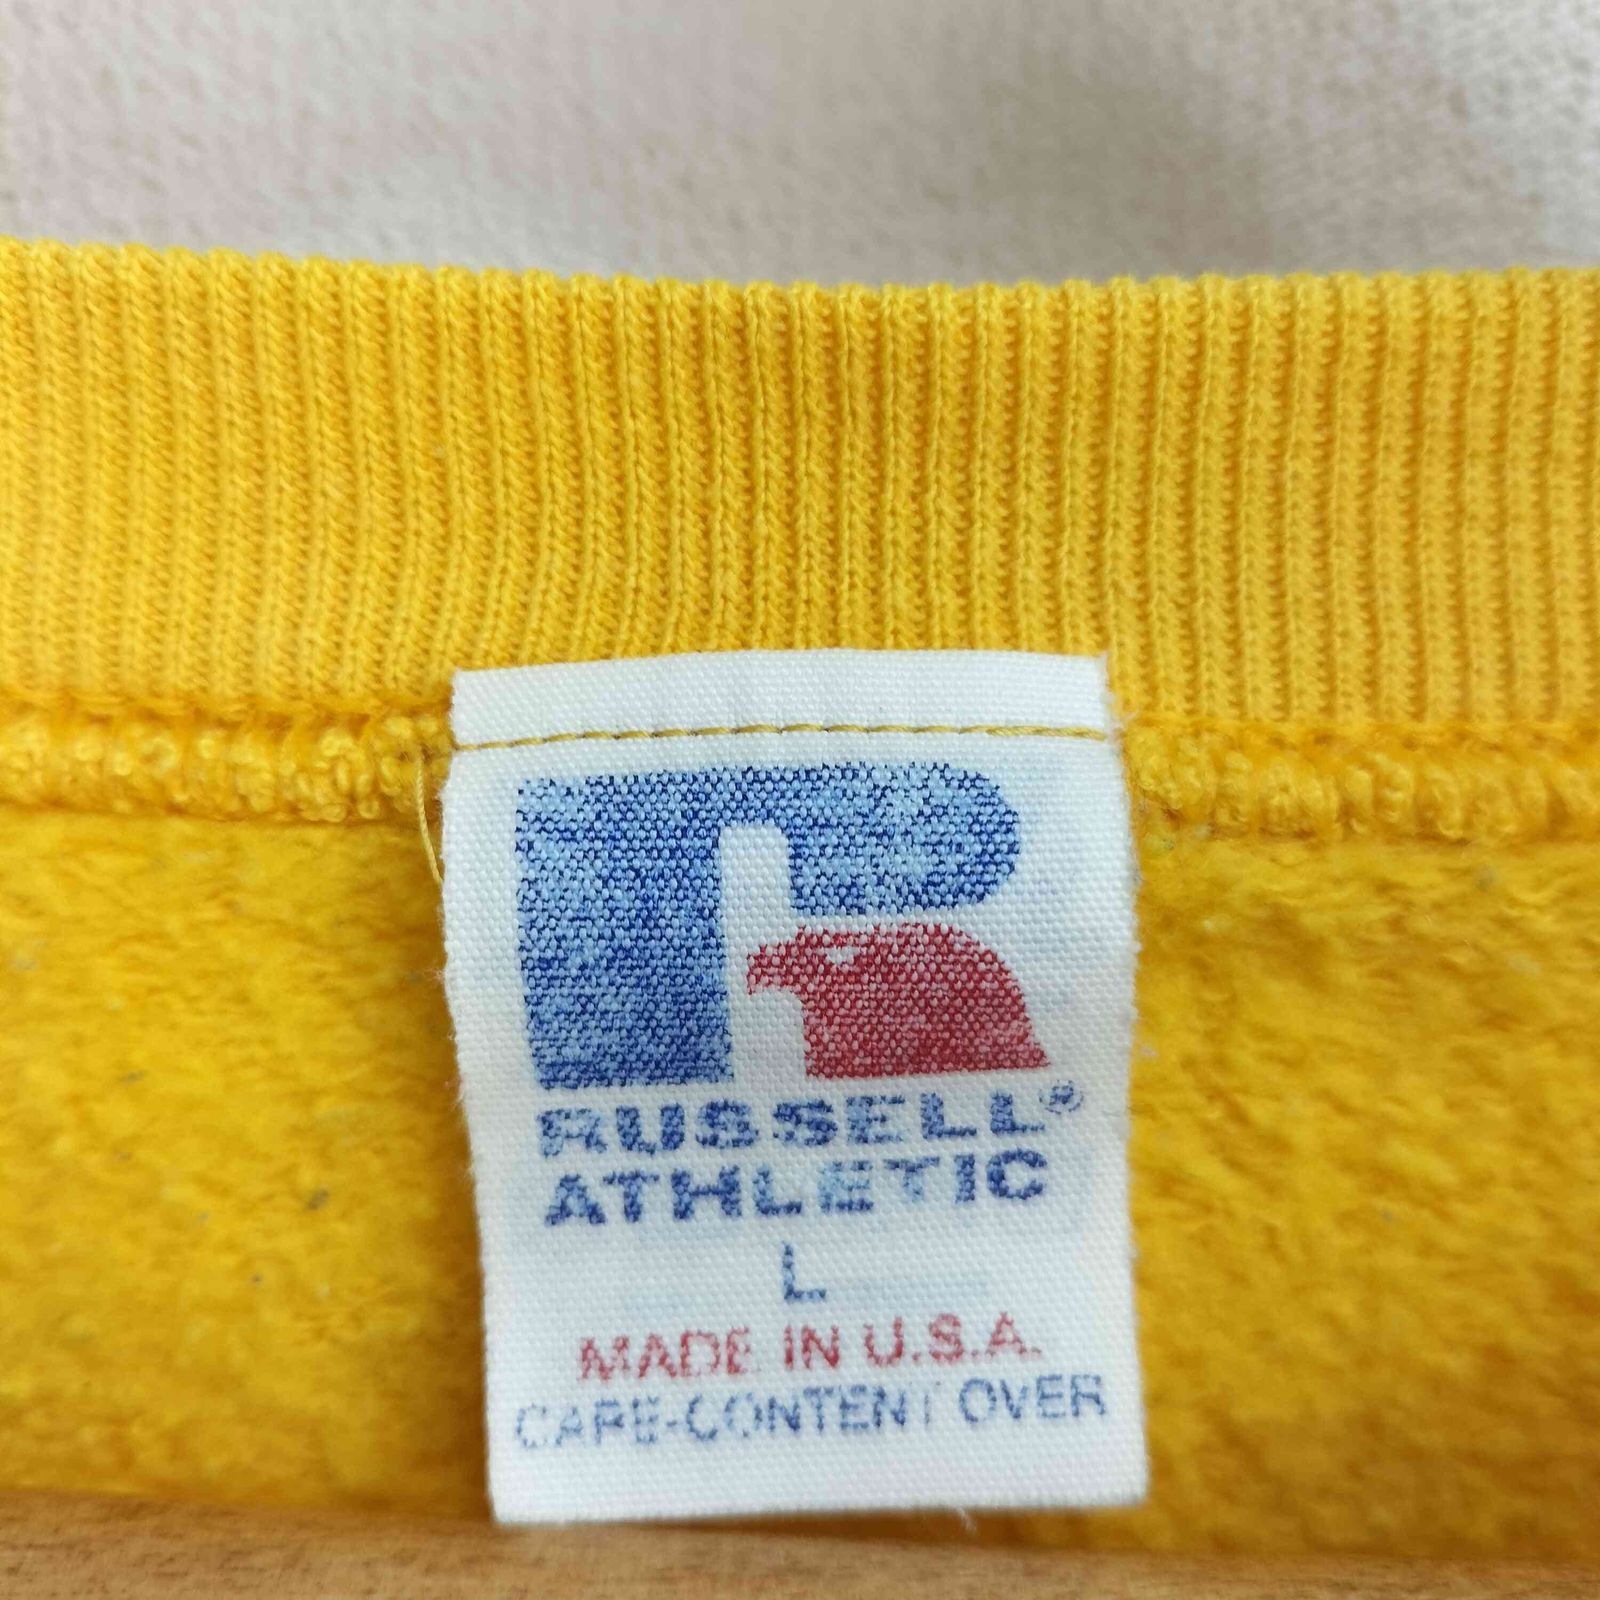 RUSSELL®
ATHLETIC
L
MADE IN U.S.A.
CARE-CONTENT OVER